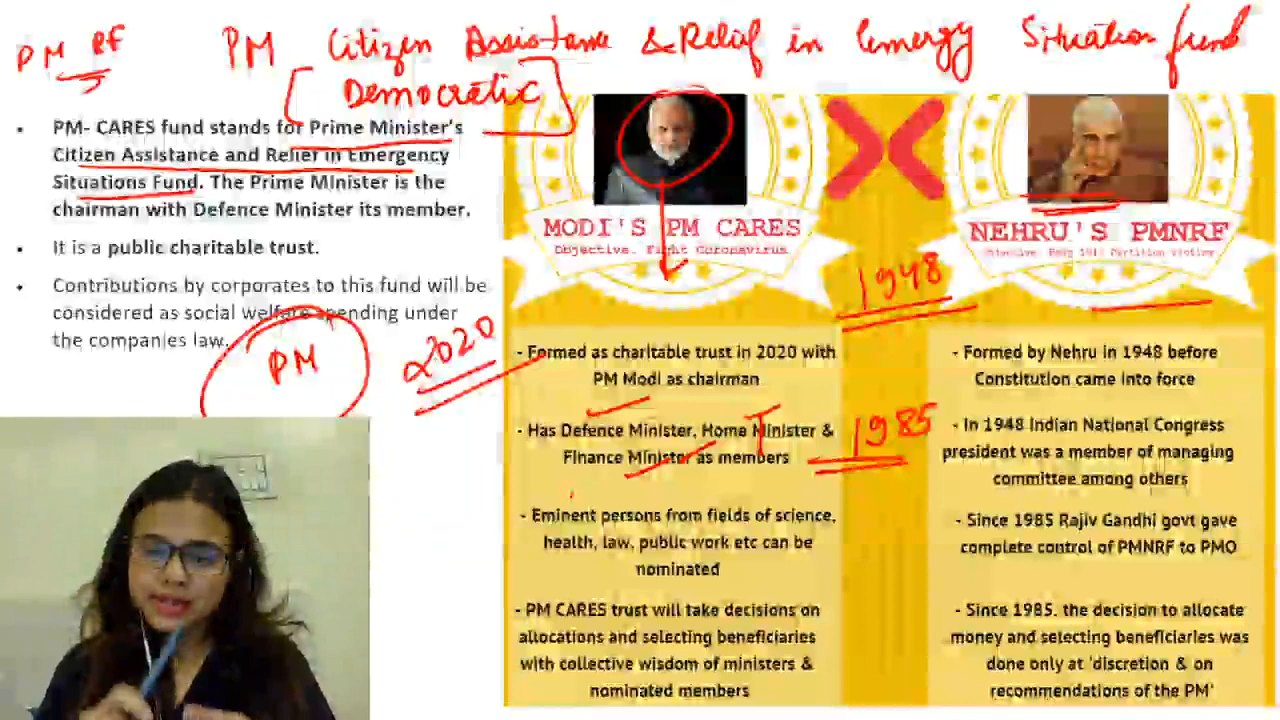 PM RF
PM Citizen Assistance & Relief in Emergy Situation fund
[Democratic]
• PM- CARES fund stands for Prime Minister's
Citizen Assistance and Relief in Emergency
Situations Fund. The Prime Minister is the
chairman with Defence Minister its member.
• It is a public charitable trust.
• Contributions by corporates to this fund will be
considered as social welfare spending under
the companies law.
PM
2020
MODI'S PM CARES
Objective. Fight Coronavirus
- Formed as charitable trust in 2020 with
PM Modi as chairman
- Has Defence Minister, Home Minister &
Finance Minister as members
- Eminent persons from fields of science,
health, law, public work etc can be
nominated
- PM CARES trust will take decisions on
allocations and selecting beneficiaries
with collective wisdom of ministers &
nominated members
1948
1985
NEHRU'S PMNRF
Objective. Partition Victims
- Formed by Nehru in 1948 before
Constitution came into force
- In 1948 Indian National Congress
president was a member of managing
committee among others
- Since 1985 Rajiv Gandhi govt gave
complete control of PMNRF to PMO
- Since 1985. the decision to allocate
money and selecting beneficiaries was
done only at 'discretion & on
recommendations of the PM'